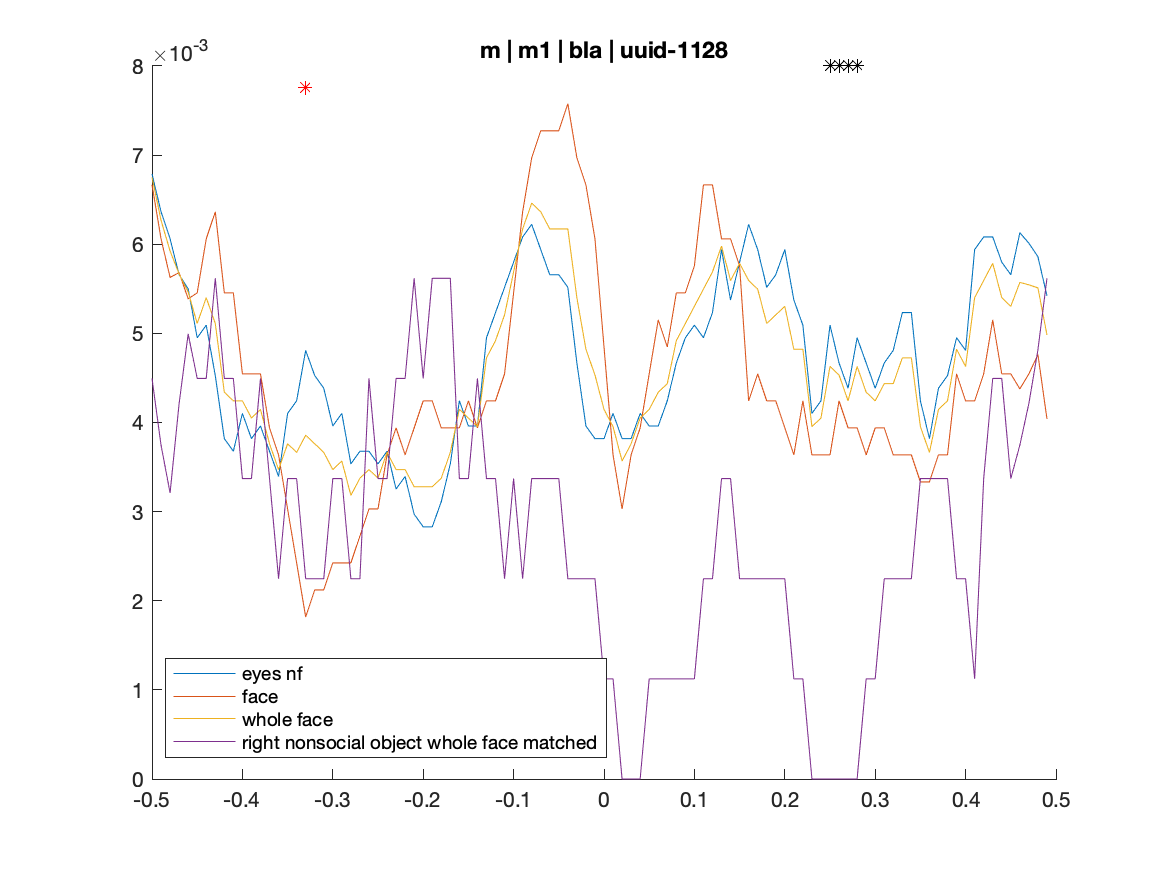 ×10-3
m | m1 | bla | uuid-1128
8
7
6
5
4
3
2
1
0
eyes nf
face
whole face
right nonsocial object whole face matched
-0.5 -0.4 -0.3 -0.2 -0.1 0 0.1 0.2 0.3 0.4 0.5